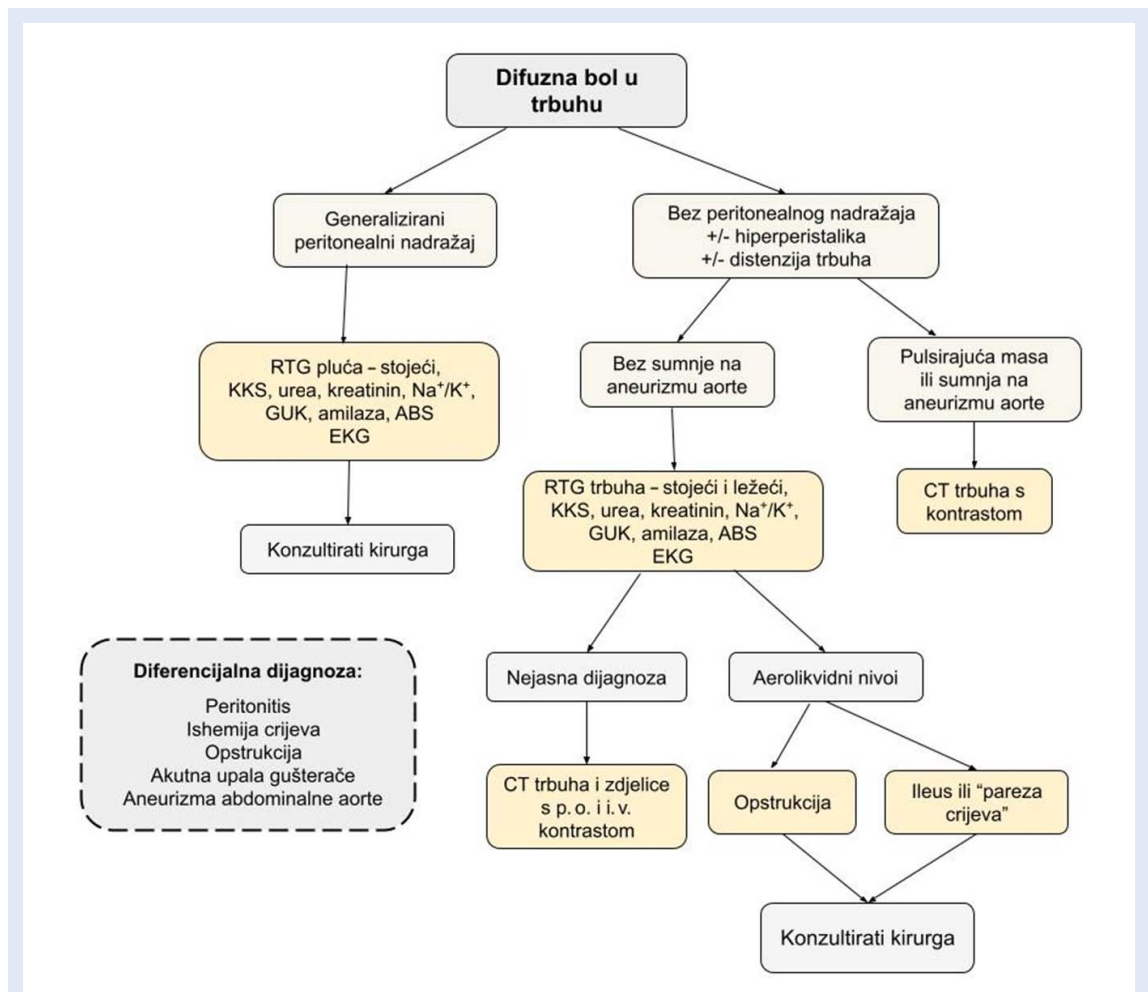 Difuzna bol u
trbuhu
Generalizirani
peritonealni nadražaj
Bez peritonealnog nadražaja
+/- hiperperistalika
+/- distenzija trbuha
RTG pluća – stojeći,
KKS, urea, kreatinin, Na⁺/K⁺,
GUK, amilaza, ABS
EKG
Bez sumnje na
aneurizmu aorte
Pulsirajuća masa
ili sumnja na
aneurizmu aorte
Konzultirati kirurga
RTG trbuha – stojeći i ležeći,
KKS, urea, kreatinin, Na⁺/K⁺,
GUK, amilaza, ABS
EKG
CT trbuha s
kontrastom
Diferencijalna dijagnoza:
Peritonitis
Ishemija crijeva
Opstrukcija
Akutna upala gušterače
Aneurizma abdominalne aorte
Nejasna dijagnoza
Aerolikvidni nivoi
CT trbuha i zdjelice
s p. o. i i. v.
kontrastom
Opstrukcija
Ileus ili “pareza
crijeva”
Konzultirati kirurga